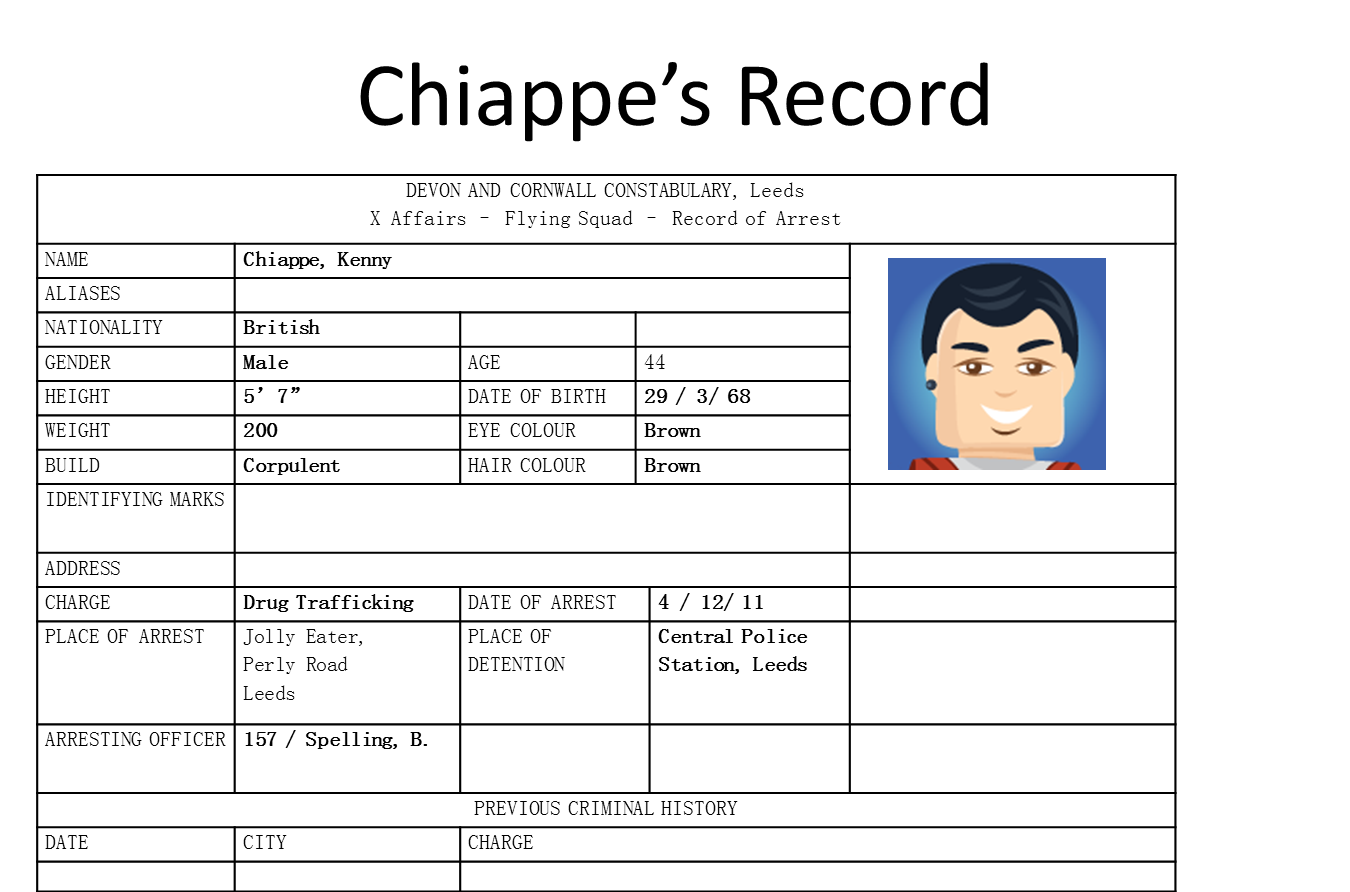 Chiappe’s Record
DEVON AND CORNWALL CONSTABULARY, Leeds
X Affairs - Flying Squad - Record of Arrest
NAME Chiappe, Kenny
ALIASES
NATIONALITY British
GENDER Male AGE 44
HEIGHT 5’ 7” DATE OF BIRTH 29 / 3/ 68
WEIGHT 200 EYE COLOUR Brown
BUILD Corpulent HAIR COLOUR Brown
IDENTIFYING MARKS
ADDRESS
CHARGE Drug Trafficking DATE OF ARREST 4 / 12/ 11
PLACE OF ARREST Jolly Eater, PLACE OF Central Police
Perly Road DETENTION Station, Leeds
Leeds
ARRESTING OFFICER 157 / Spelling, B.
PREVIOUS CRIMINAL HISTORY
DATE CITY CHARGE